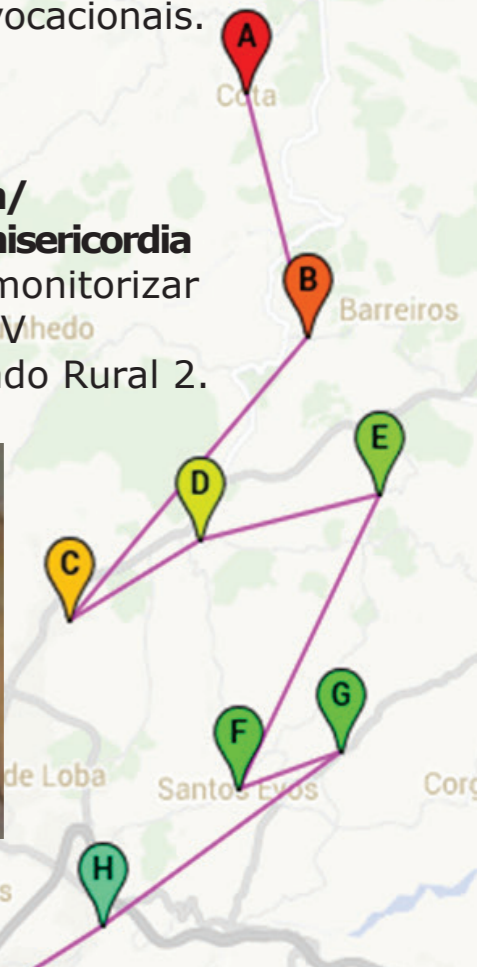 vocacionais.
A
Cota
misericordia
monitorizar
B
Barreiros
V
do Rural 2.
E
D
C
G
F
de Loba
Santos Evos
H